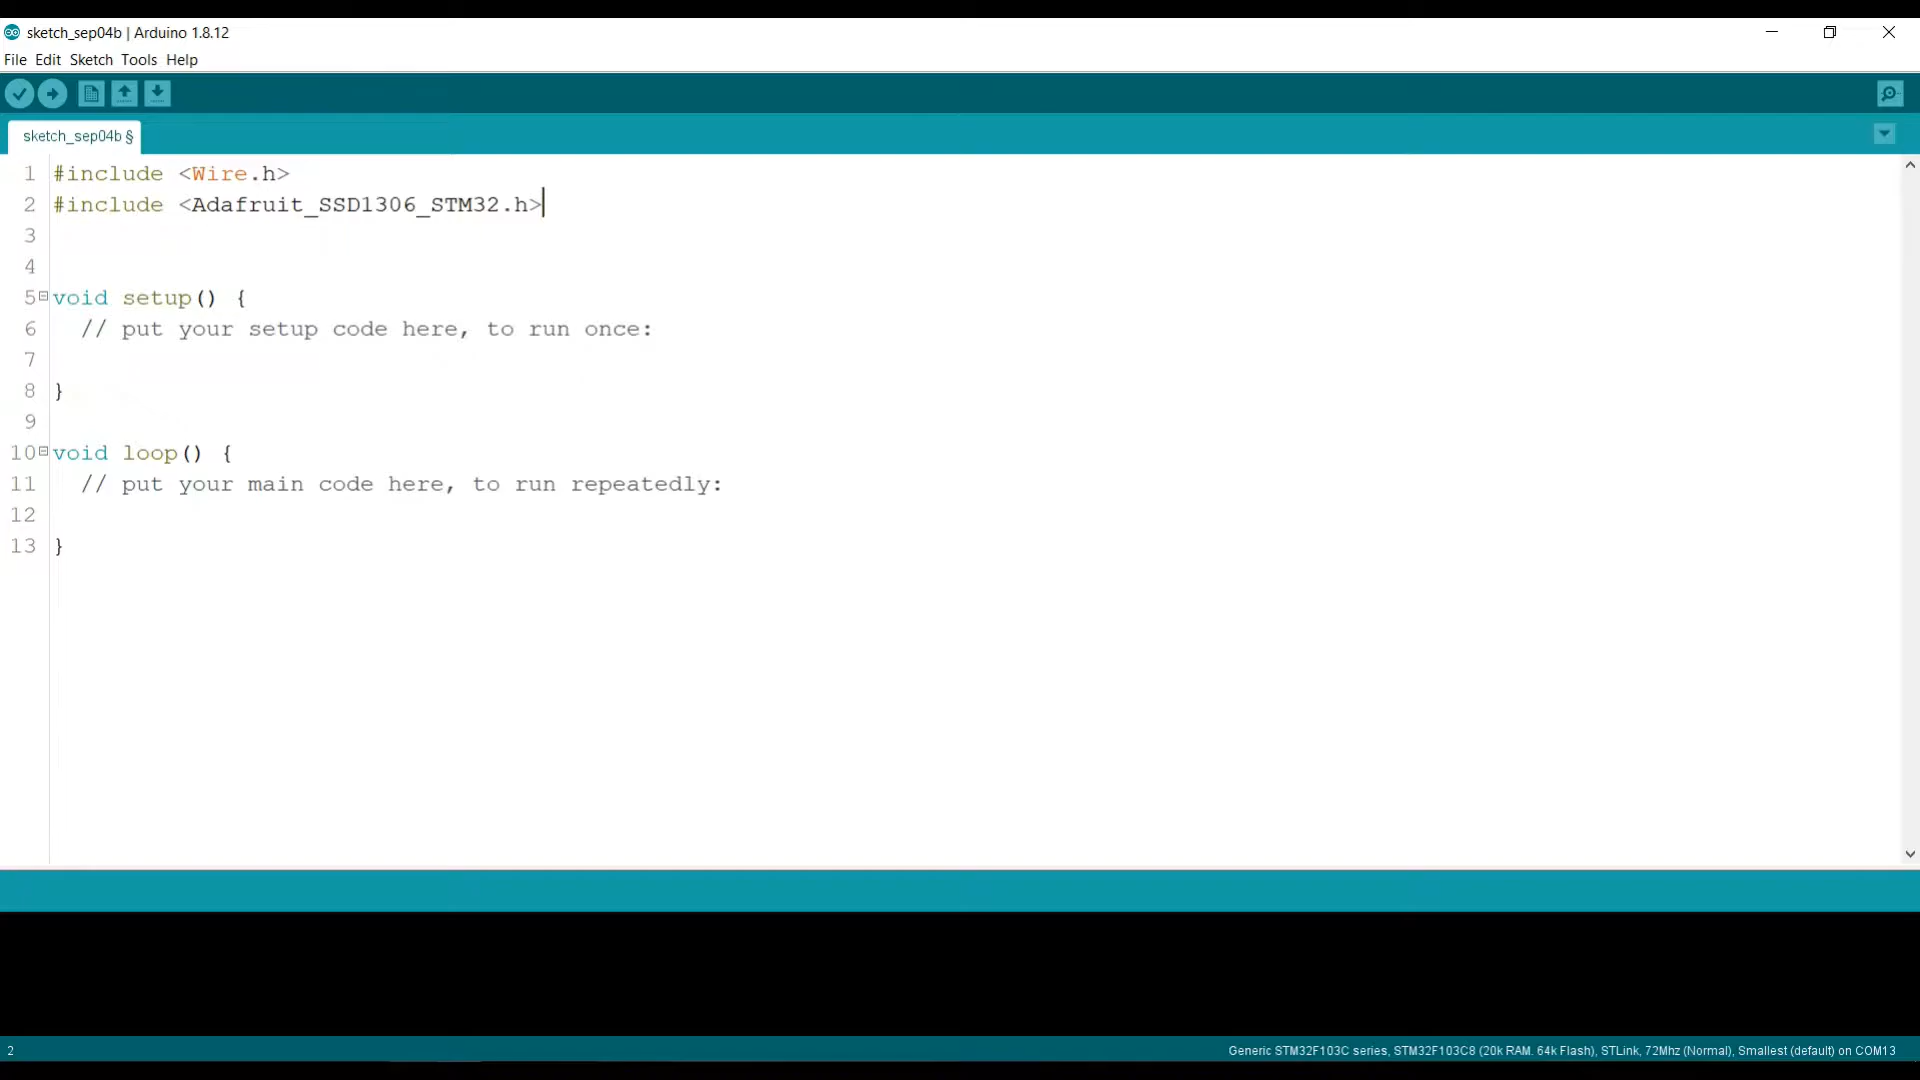 sketch_sep04b | Arduino 1.8.12
File Edit Sketch Tools Help
sketch_sep04b §
1 #include <Wire.h>
2 #include <Adafruit_SSD1306_STM32.h>
3
4
5 void setup() {
6 // put your setup code here, to run once:
7
8 }
9
10 void loop() {
11 // put your main code here, to run repeatedly:
12
13 }
2 Generic STM32F103C series, STM32F103C8 (20k RAM. 64k Flash), STLink, 72Mhz (Normal), Smallest (default) on COM13